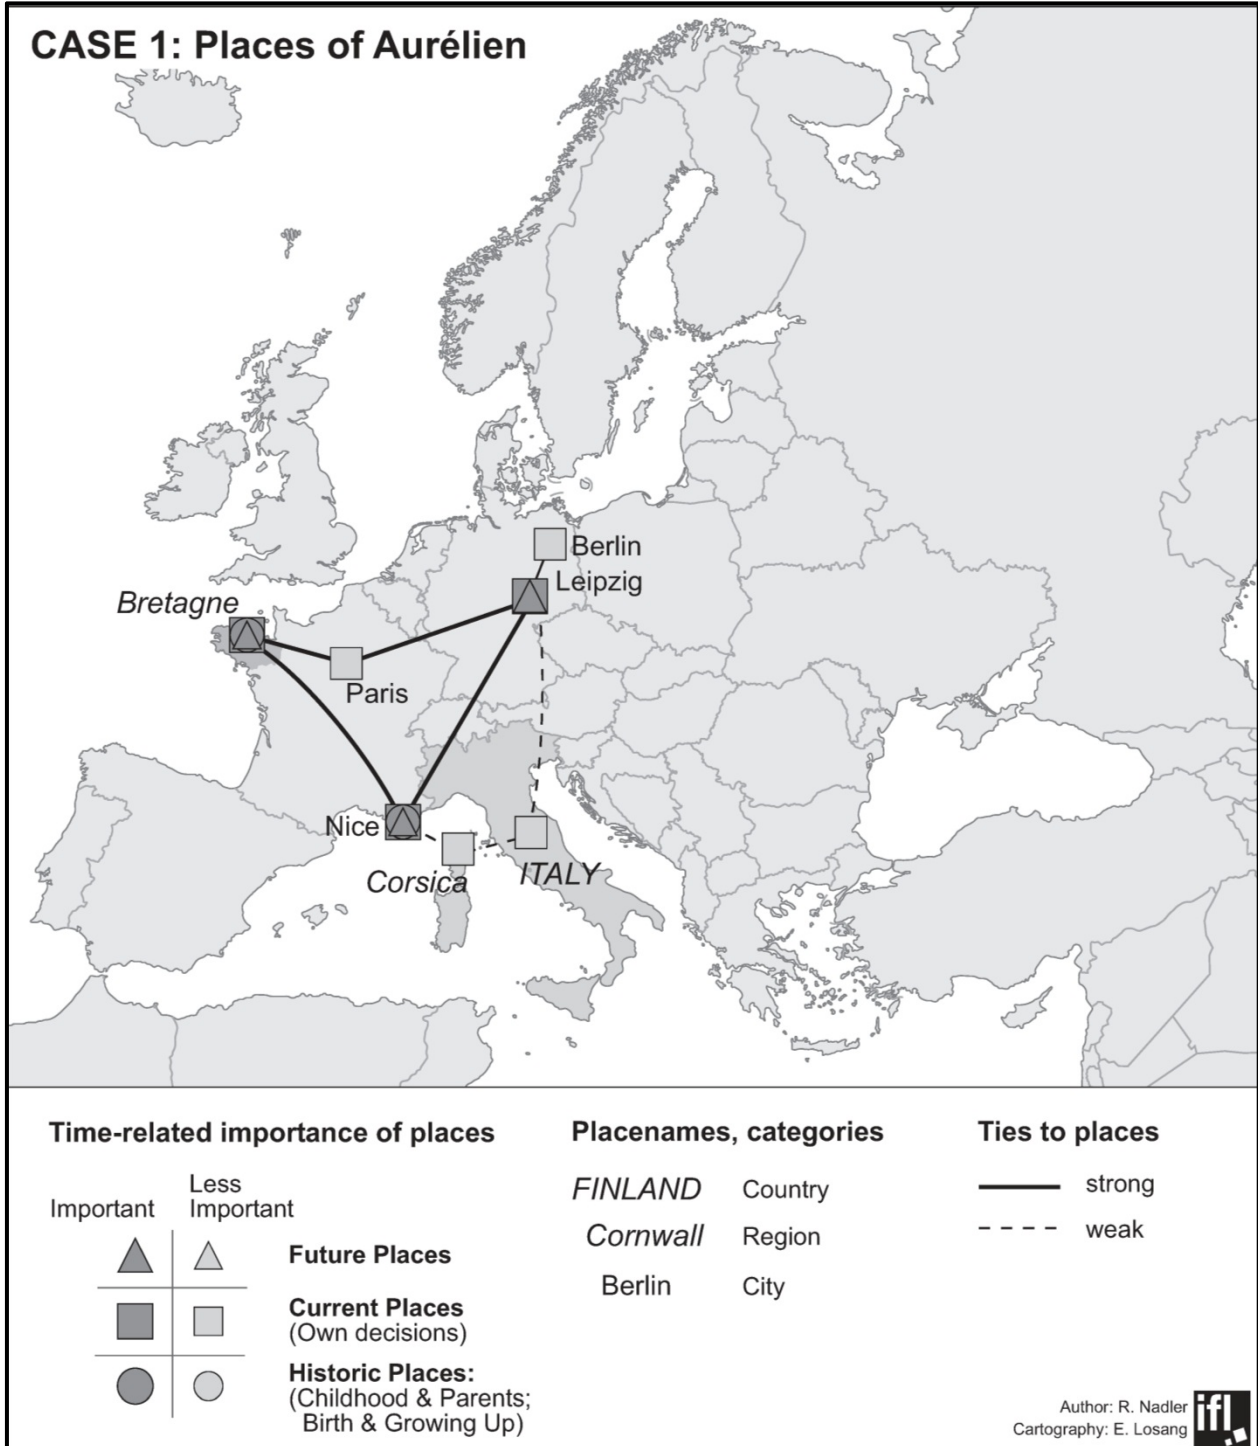 CASE 1: Places of Aurélien
Berlin
Leipzig
Bretagne
Paris
Nice
Corsica
ITALY
Time-related importance of places
Important
Less
Important
Future Places
Current Places
(Own decisions)
Historic Places:
(Childhood & Parents;
Birth & Growing Up)
Placenames, categories
FINLAND Country
Cornwall Region
Berlin City
Ties to places
strong
weak
Author: R. Nadler
Cartography: E. Losang
ifl